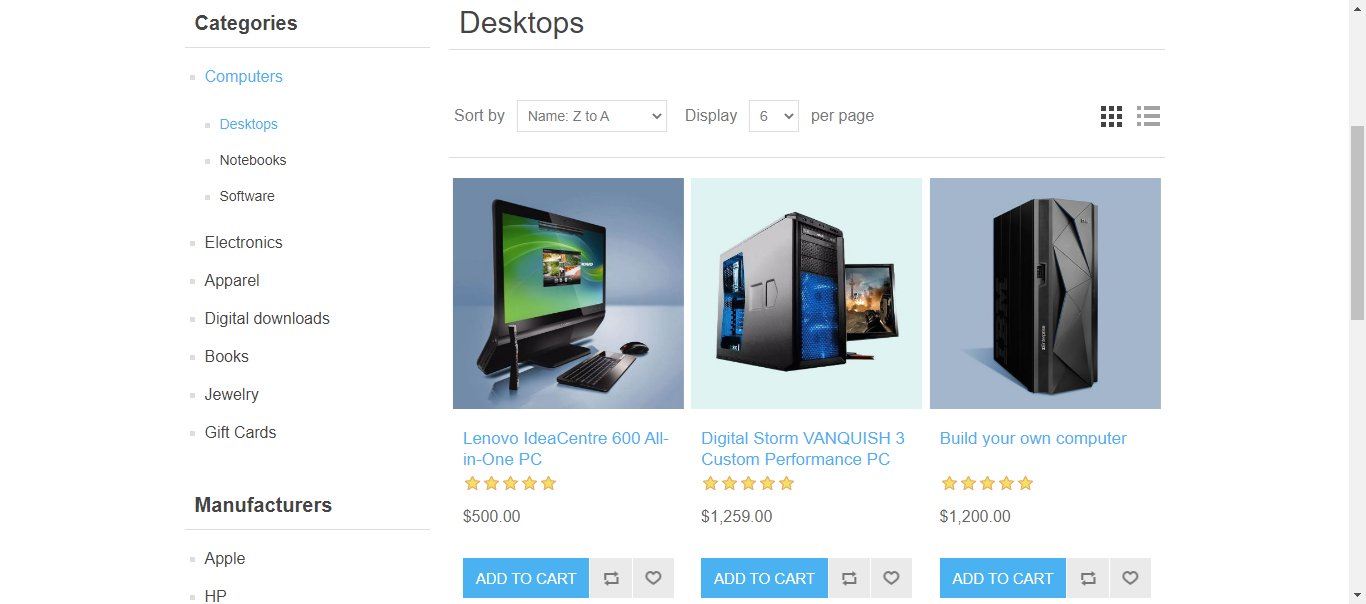 Categories
Computers
Desktops
Notebooks
Software
Electronics
Apparel
Digital downloads
Books
Jewelry
Gift Cards
Manufacturers
Apple
HP
Desktops
Sort by Name: Z to A Display 6 per page
Lenovo IdeaCentre 600 All-
in-One PC
$500.00
ADD TO CART
Digital Storm VANQUISH 3
Custom Performance PC
$1,259.00
ADD TO CART
Build your own computer
$1,200.00
ADD TO CART